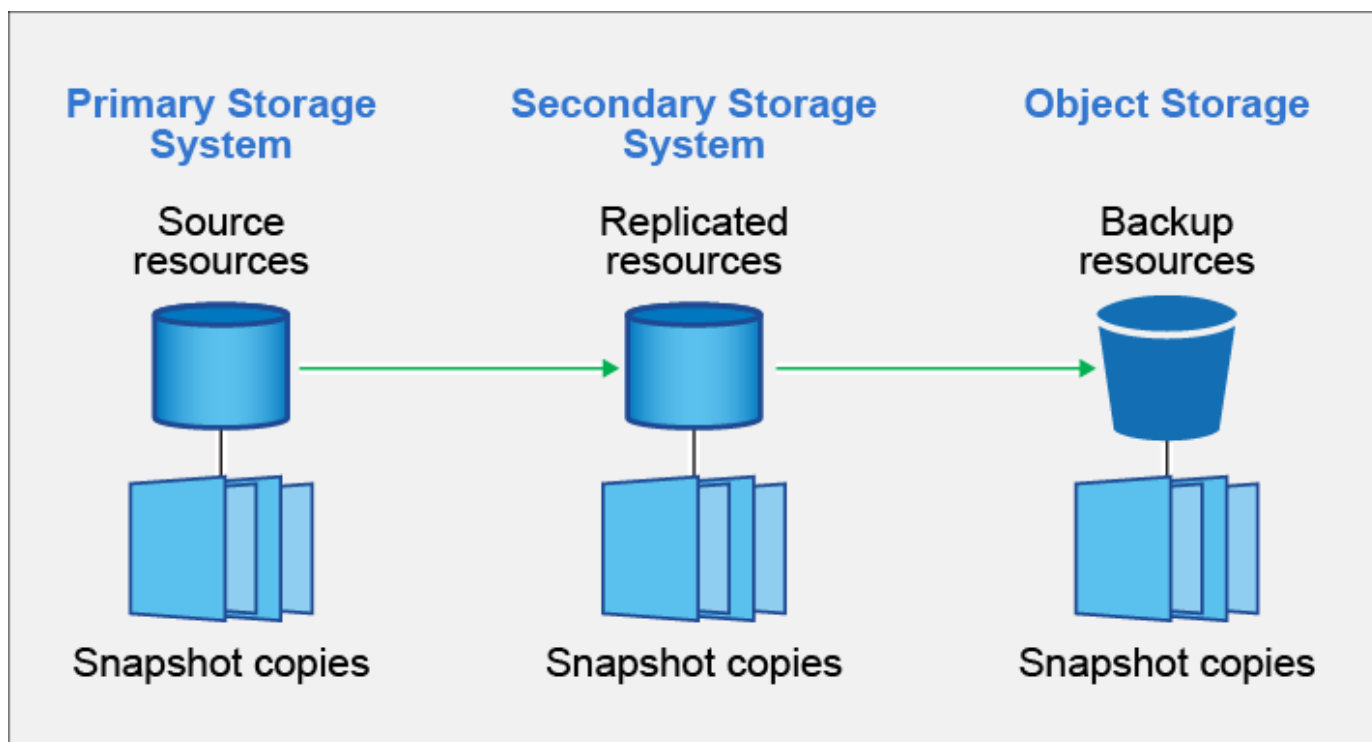 Primary Storage
System
Secondary Storage
System
Object Storage
Source
resources
Replicated
resources
Backup
resources
Snapshot copies
Snapshot copies
Snapshot copies